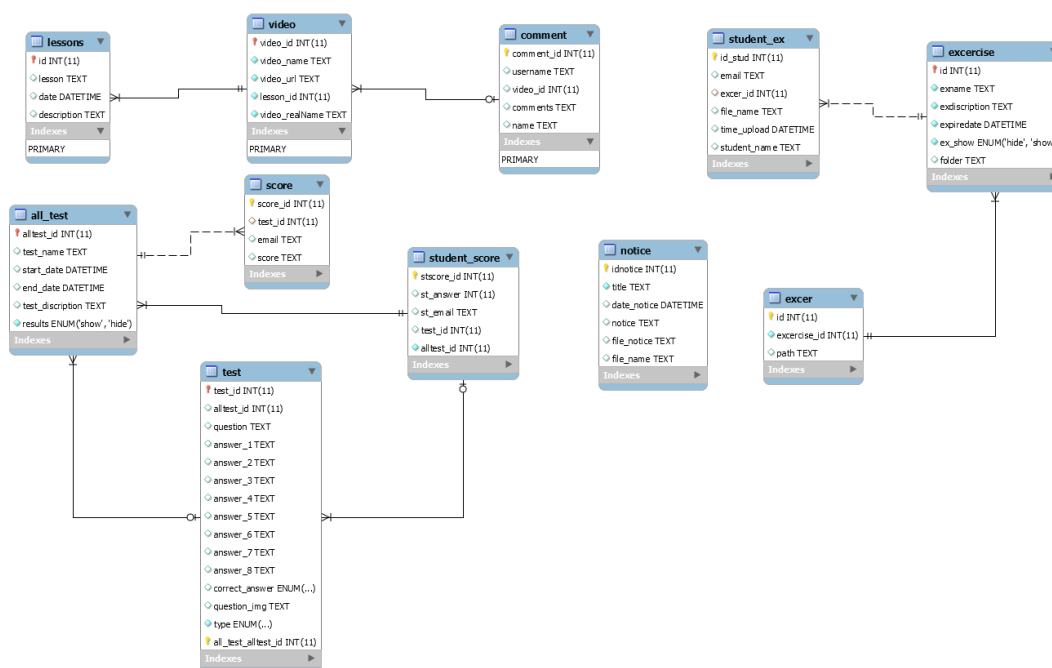 lessons
id INT(11)
lesson TEXT
date DATETIME
description TEXT
Indexes
PRIMARY
video
video_id INT(11)
video_name TEXT
video_url TEXT
lesson_id INT(11)
video_realName TEXT
Indexes
PRIMARY
comment
comment_id INT(11)
username TEXT
video_id INT(11)
comments TEXT
name TEXT
Indexes
PRIMARY
student_ex
id_stud INT(11)
email TEXT
excer_id INT(11)
file_name TEXT
time_upload DATETIME
student_name TEXT
Indexes
excercise
id INT(11)
exname TEXT
exdiscription TEXT
expiredate DATETIME
ex_show ENUM('hide', 'show
folder TEXT
Indexes
all_test
alltest_id INT(11)
test_name TEXT
start_date DATETIME
end_date DATETIME
test_discription TEXT
results ENUM('show', 'hide')
Indexes
score
score_id INT(11)
test_id INT(11)
email TEXT
score TEXT
Indexes
student_score
stscore_id INT(11)
st_answer INT(11)
st_email TEXT
test_id INT(11)
alltest_id INT(11)
Indexes
notice
idnotice INT(11)
title TEXT
date_notice DATETIME
notice TEXT
file_notice TEXT
file_name TEXT
Indexes
excer
id INT(11)
excercise_id INT(11)
path TEXT
Indexes
test
test_id INT(11)
alltest_id INT(11)
question TEXT
answer_1 TEXT
answer_2 TEXT
answer_3 TEXT
answer_4 TEXT
answer_5 TEXT
answer_6 TEXT
answer_7 TEXT
answer_8 TEXT
correct_answer ENUM(...)
question_img TEXT
type ENUM(...)
all_test_alltest_id INT(11)
Indexes